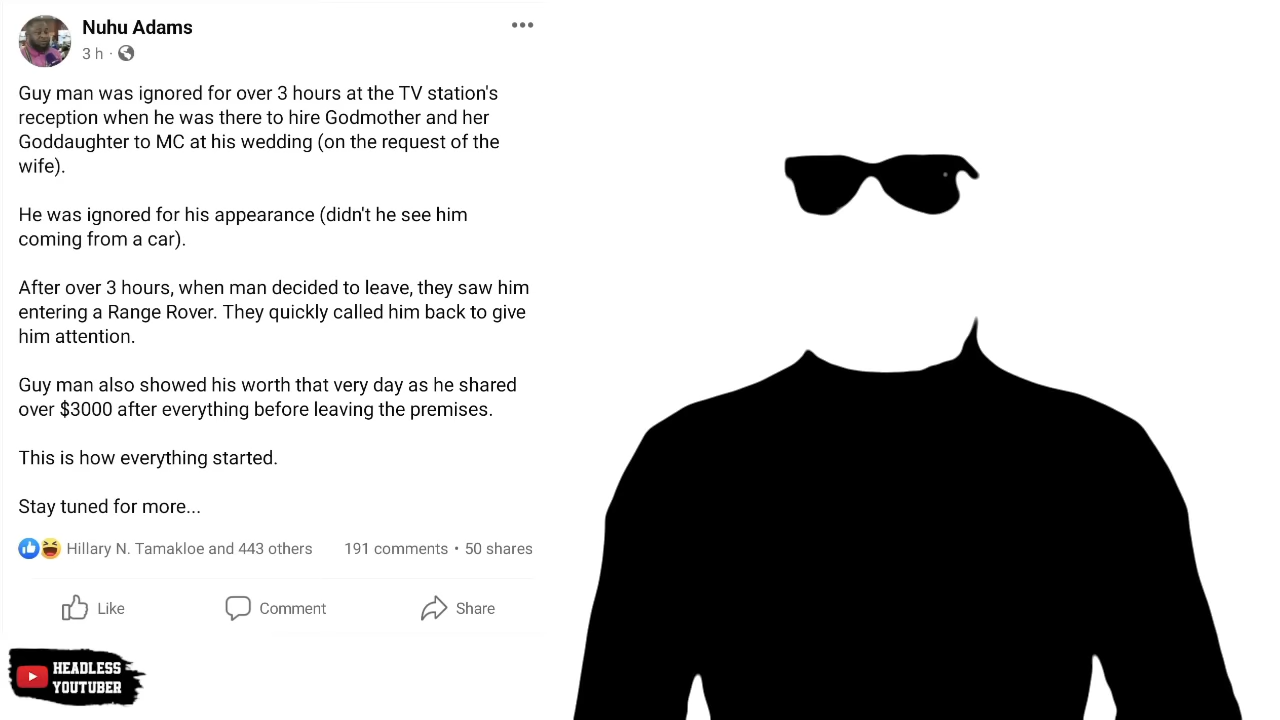 Nuhu Adams
3 h ·
Guy man was ignored for over 3 hours at the TV station's
reception when he was there to hire Godmother and her
Goddaughter to MC at his wedding (on the request of the
wife).
He was ignored for his appearance (didn't he see him
coming from a car).
After over 3 hours, when man decided to leave, they saw him
entering a Range Rover. They quickly called him back to give
him attention.
Guy man also showed his worth that very day as he shared
over $3000 after everything before leaving the premises.
This is how everything started.
Stay tuned for more...
Hillary N. Tamakloe and 443 others 191 comments • 50 shares
Like Comment Share
HEADLESS
YOUTUBER